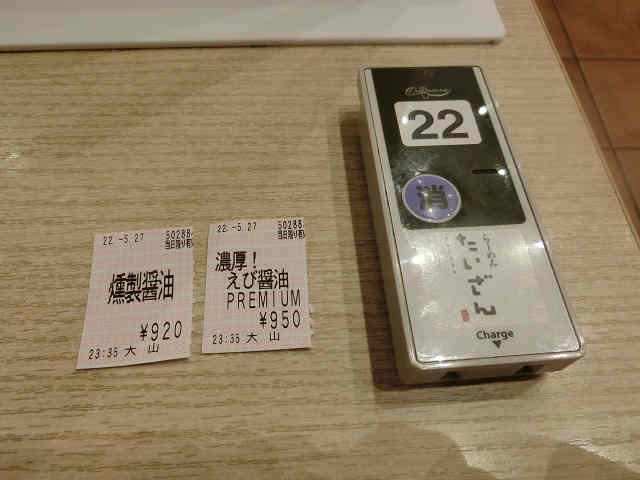 22.-5.27 50288
当日限り有効
燻製醤油
¥920
23:35 大 山
22.-5.27 50288
当日限り有効
濃厚!
えび醤油
PREMIUM
¥950
23:35 大 山
22
消
らーめん
たいざん
Charge